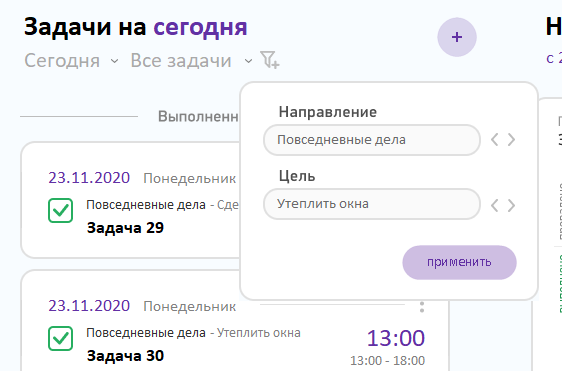 Задачи на сегодня
+
Сегодня Все задачи
Выполненн
Направление
Повседневные дела
Цель
Утеплить окна
применить
23.11.2020 Понедельник
Повседневные дела - Сде
Задача 29
23.11.2020 Понедельник
Повседневные дела - Утеплить окна
Задача 30
13:00
13:00 - 18:00
Н
с 2